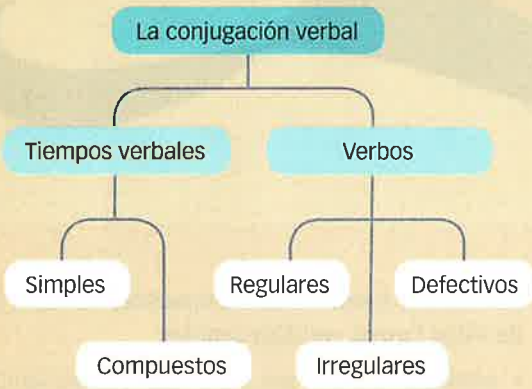 La conjugación verbal
Tiempos verbales
Verbos
Simples
Compuestos
Regulares
Irregulares
Defectivos